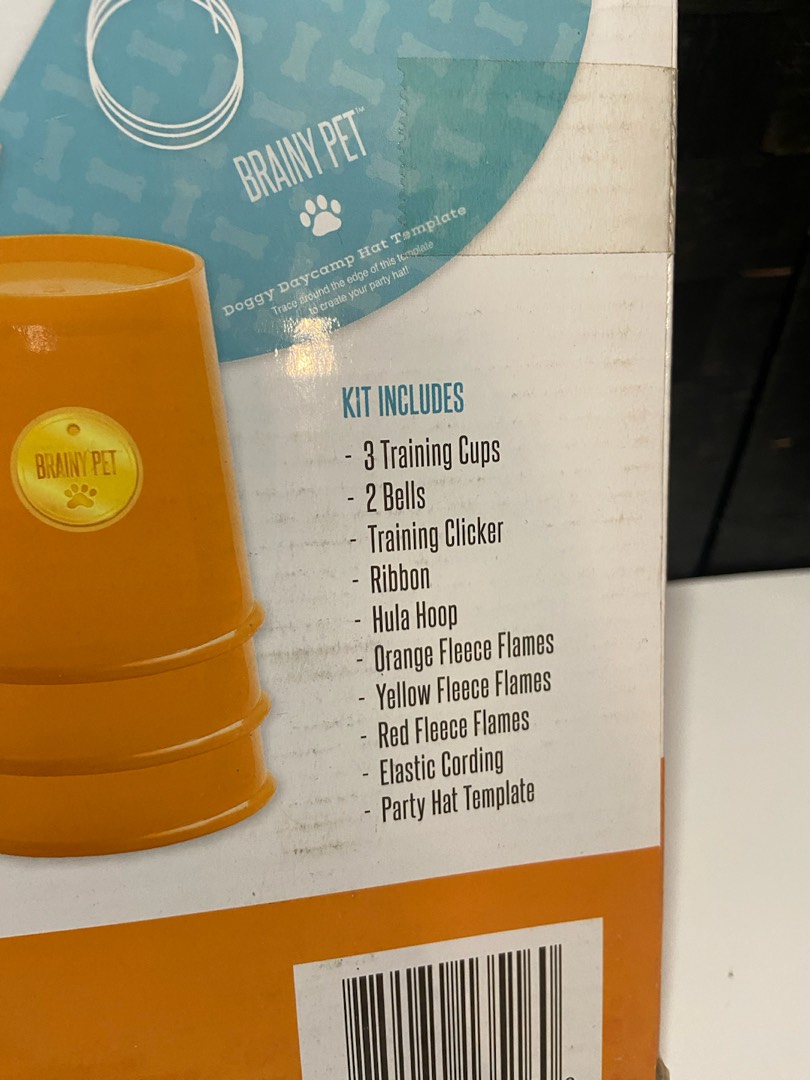 BRAINY PET™
Doggy Daycamp Hat Template
Trace around the edge of this template
to create your party hat!
BRAINY PET
KIT INCLUDES
- 3 Training Cups
- 2 Bells
- Training Clicker
- Ribbon
- Hula Hoop
- Orange Fleece Flames
- Yellow Fleece Flames
- Red Fleece Flames
- Elastic Cording
- Party Hat Template